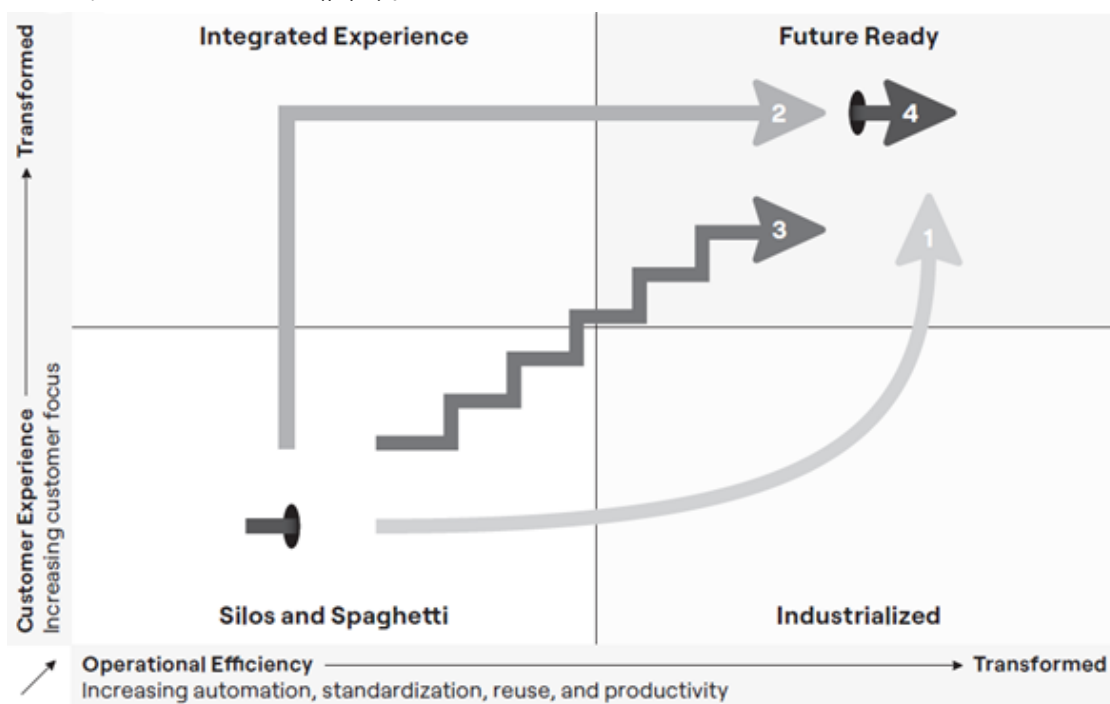 Integrated Experience
Future Ready
2
4
3
1
Silos and Spaghetti
Industrialized
Customer Experience
Transformed
Increasing customer focus
Operational Efficiency
Transformed
Increasing automation, standardization, reuse, and productivity